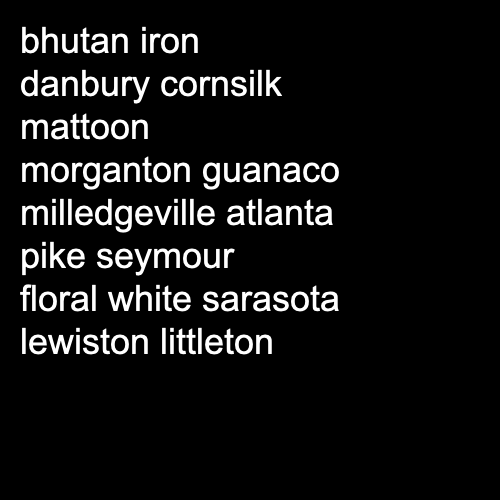 bhutan iron
danbury cornsilk
mattoon
morganton guanaco
milledgeville atlanta
pike seymour
floral white sarasota
lewiston littleton